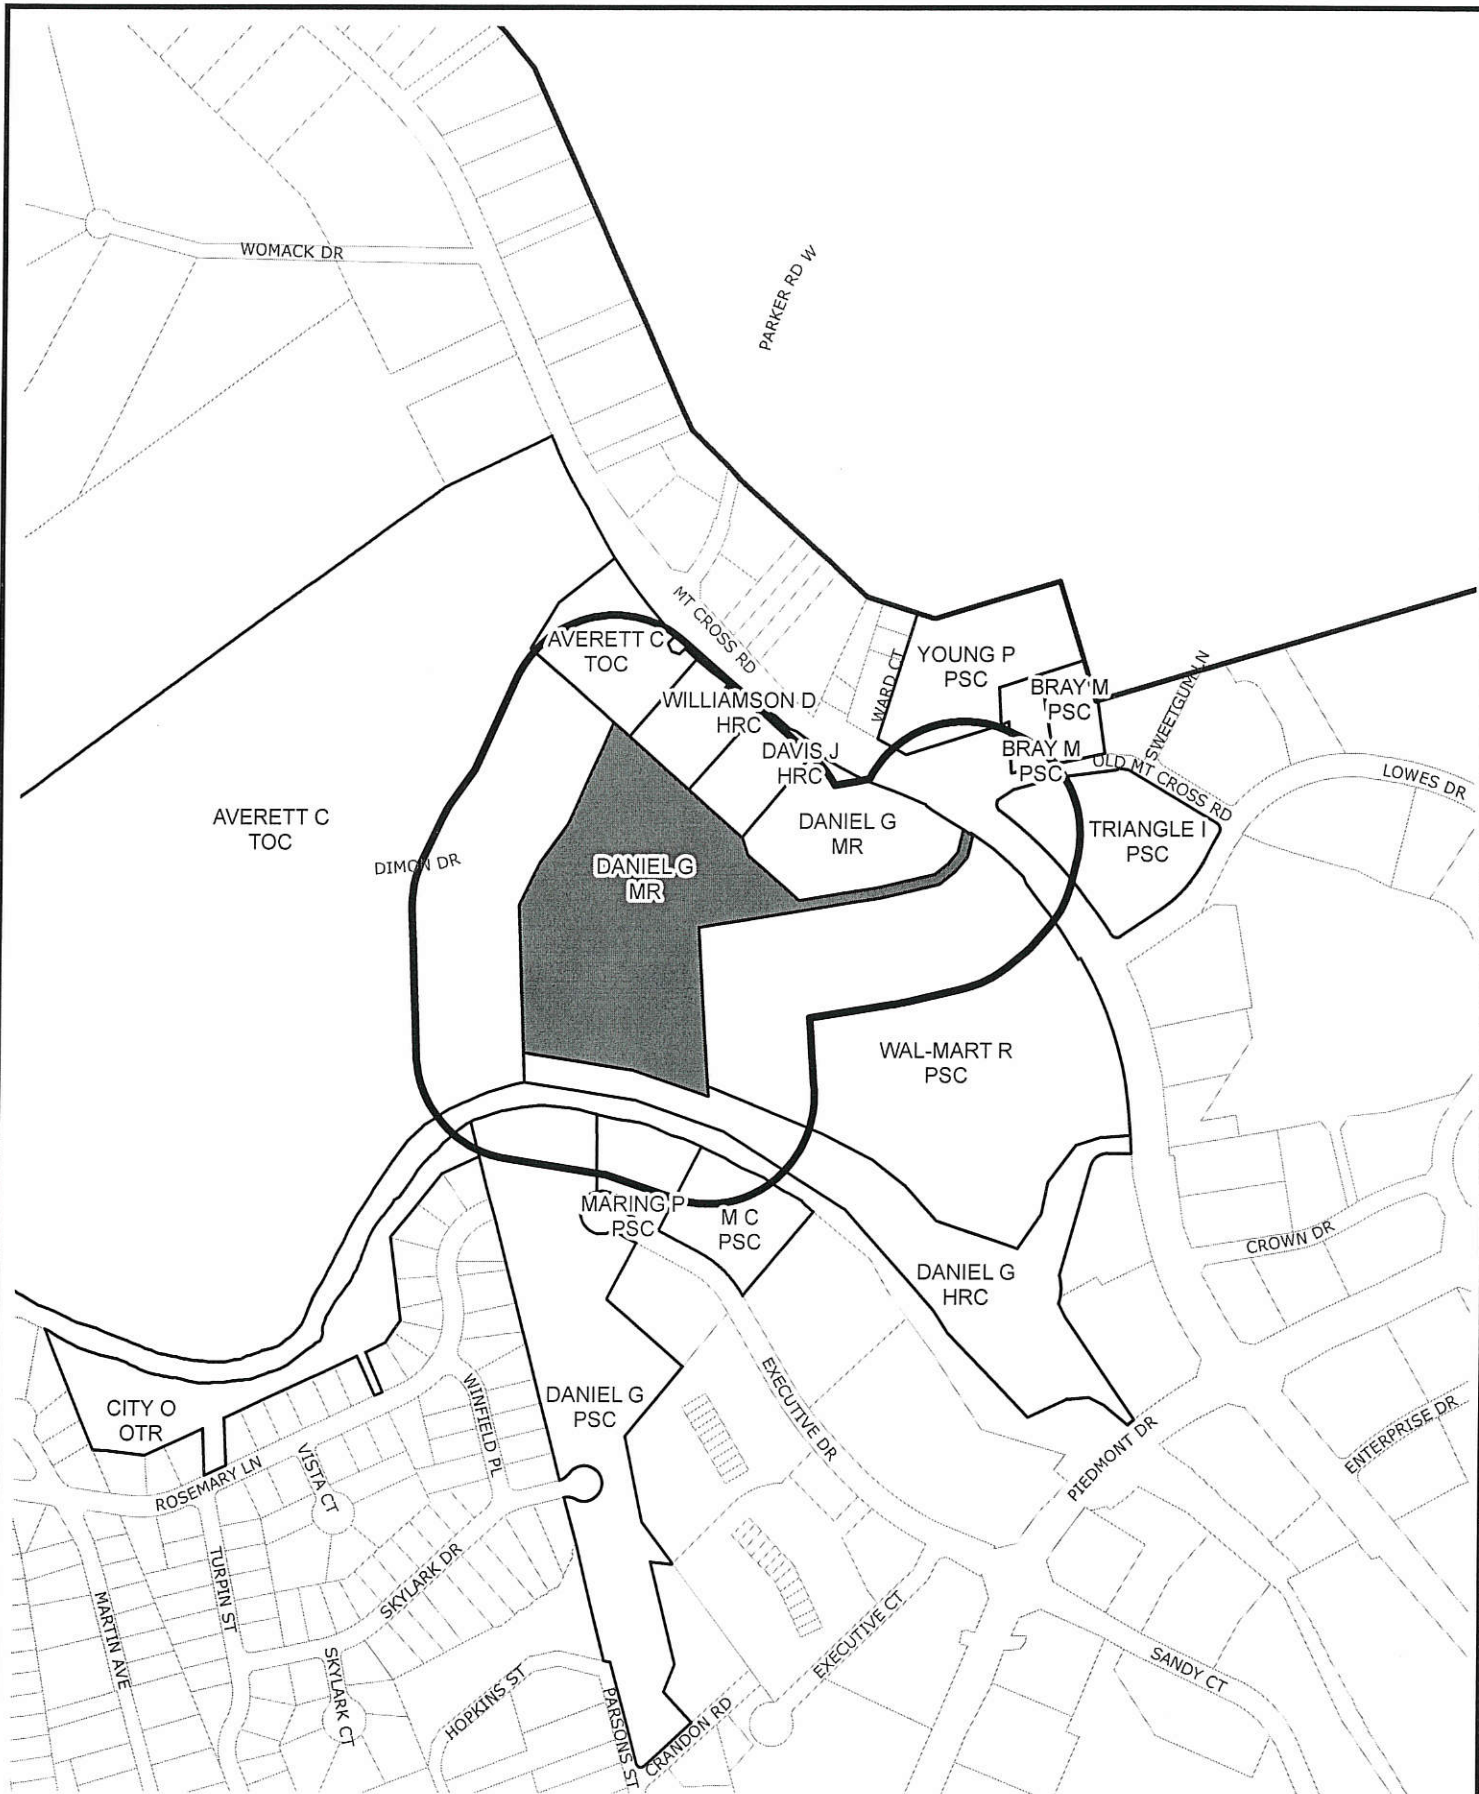 WOMACK DR
PARKER RD W
MT CROSS RD
AVERETT C
TOC
WARD CT
YOUNG P
PSC
SWEETGUM LN
BRAY M
PSC
WILLIAMSON D
HRC
DAVIS J
HRC
BRAY M
PSC
OLD MT CROSS RD
LOWES DR
AVERETT C
TOC
DANIEL G
MR
TRIANGLE I
PSC
DIMON DR
DANIEL G
MR
WAL-MART R
PSC
MARING P
PSC
M C
PSC
CROWN DR
DANIEL G
HRC
CITY O
OTR
WINFIELD PL
DANIEL G
PSC
EXECUTIVE DR
ENTERPRISE DR
PIEDMONT DR
ROSEMARY LN
VISTA CT
TURPIN ST
SKYLARK DR
MARTIN AVE
SKYLARK CT
HOPKINS ST
PARSONS ST
CRANDON RD
EXECUTIVE CT
SANDY CT